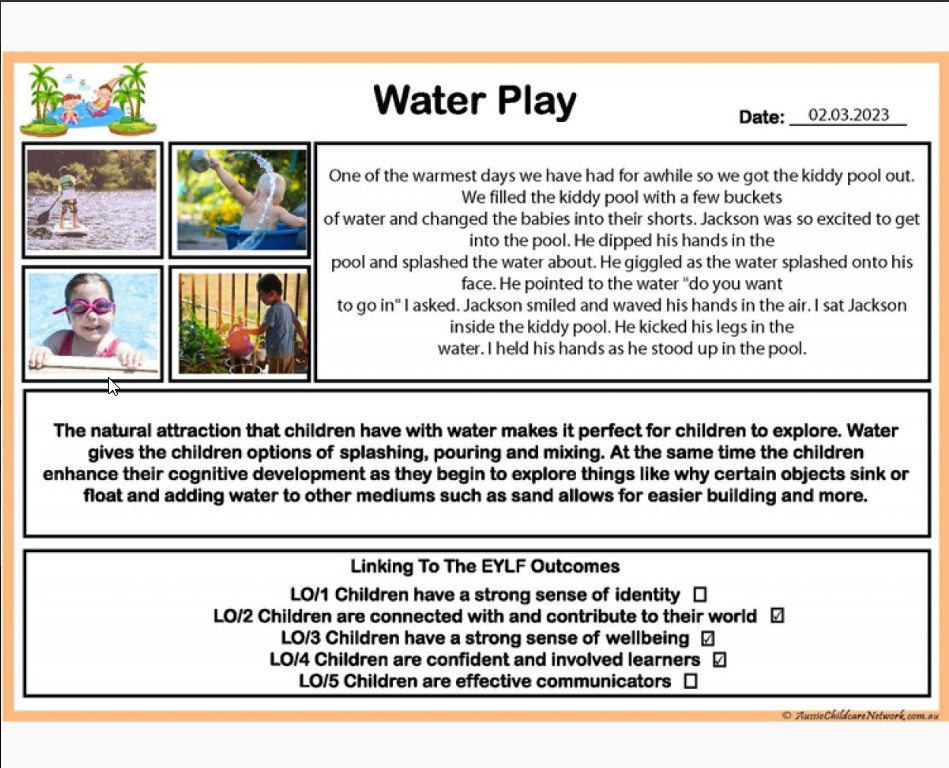 Water Play
Date: 02.03.2023
One of the warmest days we have had for awhile so we got the kiddy pool out.
We filled the kiddy pool with a few buckets
of water and changed the babies into their shorts. Jackson was so excited to get
into the pool. He dipped his hands in the
pool and splashed the water about. He giggled as the water splashed onto his
face. He pointed to the water "do you want
to go in" I asked. Jackson smiled and waved his hands in the air. I sat Jackson
inside the kiddy pool. He kicked his legs in the
water. I held his hands as he stood up in the pool.
The natural attraction that children have with water makes it perfect for children to explore. Water
gives the children options of splashing, pouring and mixing. At the same time the children
enhance their cognitive development as they begin to explore things like why certain objects sink or
float and adding water to other mediums such as sand allows for easier building and more.
Linking To The EYLF Outcomes
LO/1 Children have a strong sense of identity ☐
LO/2 Children are connected with and contribute to their world ☑
LO/3 Children have a strong sense of wellbeing ☑
LO/4 Children are confident and involved learners ☑
LO/5 Children are effective communicators ☐
© AussieChildcareNetwork.com.au